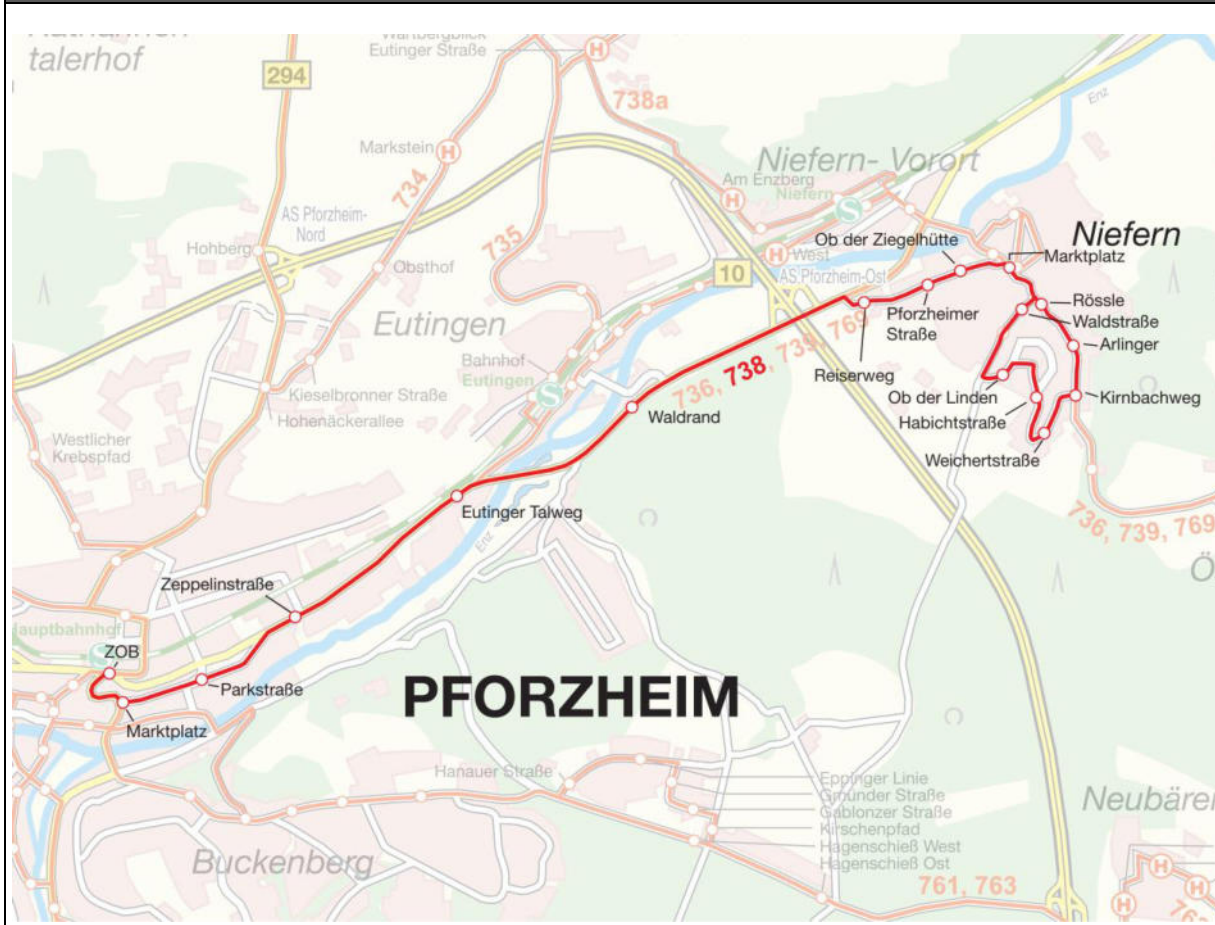 talerhof
294
Wartbergblick
Eutinger Straße
H
738a
Enz
Markstein
H
734
Niefern- Vorort
Am Enzberg
H
Niefern
S
AS Pforzheim-
Nord
Hohberg
735
Obsthof
H
West
10
AS Pforzheim-Ost
Ob der Ziegelhütte
Niefern
Marktplatz
Eutingen
Pforzheimer
Straße
Rössle
Waldstraße
Arlinger
Bahnhof
Eutingen
S
736, 738, 739, 769
Reiserweg
Kieselbronner Straße
Hohenäckerallee
Waldrand
Ob der Linden
Habichtstraße
Kirnbachweg
Westlicher
Krebspfad
Weichertstraße
Eutinger Talweg
Enz
736, 739, 769
Ö
Zeppelinstraße
Hauptbahnhof
S
ZOB
Parkstraße
Marktplatz
PFORZHEIM
Hanauer Straße
Eppinger Linie
Gmünder Straße
Gablonzer Straße
Kirschenpfad
Hagenschieß West
Hagenschieß Ost
Neubären
Buckenberg
761, 763
H
H
H
H